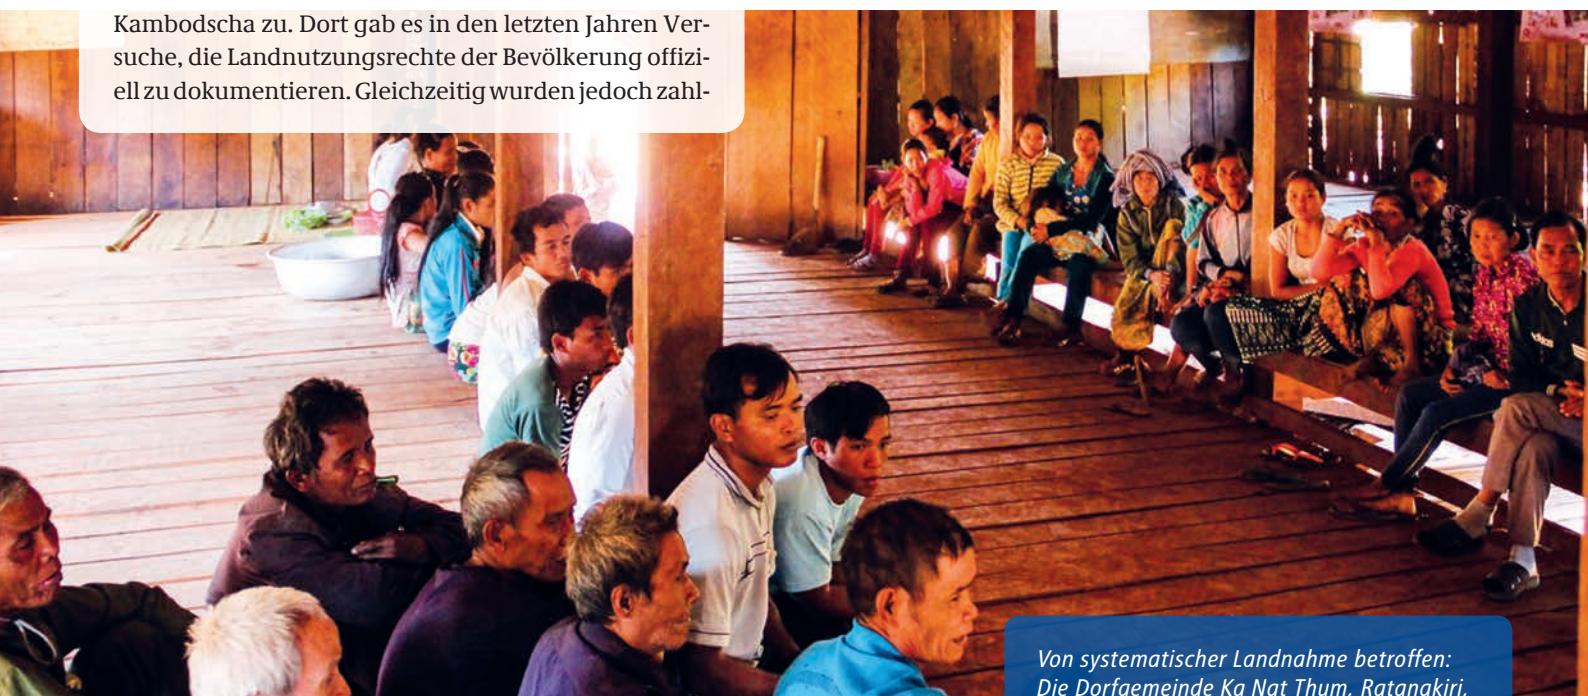 Kambodscha zu. Dort gab es in den letzten Jahren Ver-
suche, die Landnutzungsrechte der Bevölkerung offizi-
ell zu dokumentieren. Gleichzeitig wurden jedoch zahl-
Von systematischer Landnahme betroffen:
Die Dorfgemeinde Ka Nat Thum, Ratanakiri